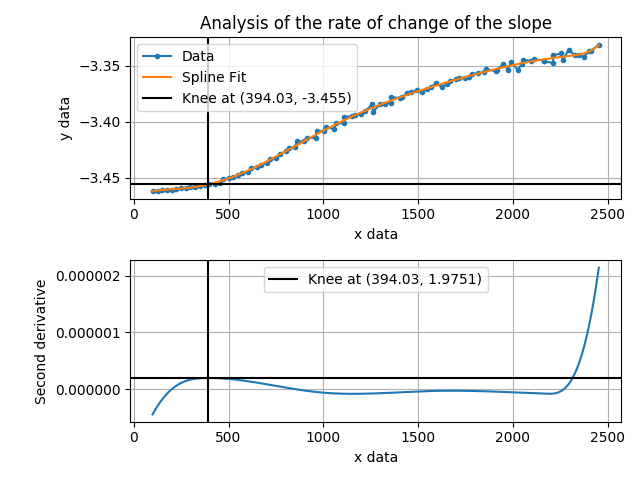 Analysis of the rate of change of the slope
Data
Spline Fit
Knee at (394.03, -3.455)
y data
−3.35
−3.40
−3.45
0 500 1000 1500 2000 2500
x data
Knee at (394.03, 1.9751)
Second derivative
0.000002
0.000001
0.000000
0 500 1000 1500 2000 2500
x data